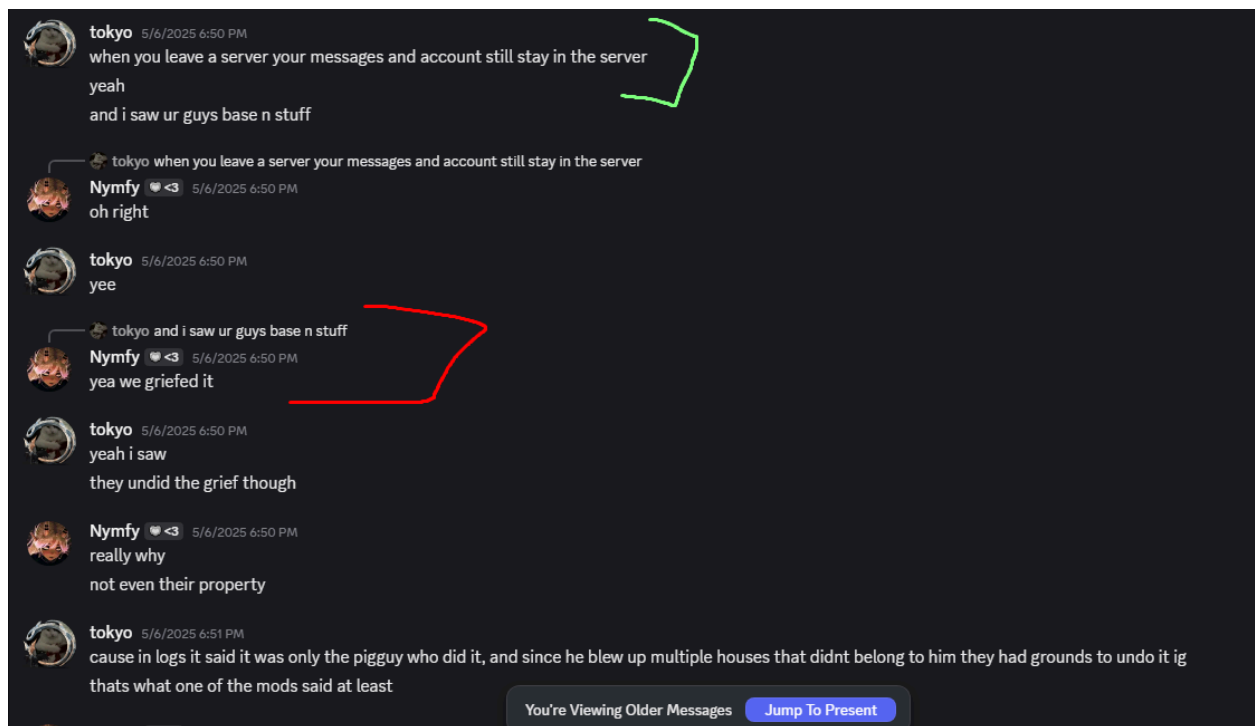 tokyo 5/6/2025 6:50 PM
when you leave a server your messages and account still stay in the server
yeah
and i saw ur guys base n stuff
tokyo when you leave a server your messages and account still stay in the server
Nymfy <3 5/6/2025 6:50 PM
oh right
tokyo 5/6/2025 6:50 PM
yee
tokyo and i saw ur guys base n stuff
Nymfy <3 5/6/2025 6:50 PM
yea we griefed it
tokyo 5/6/2025 6:50 PM
yeah i saw
they undid the grief though
Nymfy <3 5/6/2025 6:50 PM
really why
not even their property
tokyo 5/6/2025 6:51 PM
cause in logs it said it was only the pigguy who did it, and since he blew up multiple houses that didnt belong to him they had grounds to undo it ig
thats what one of the mods said at least
You're Viewing Older Messages Jump To Present